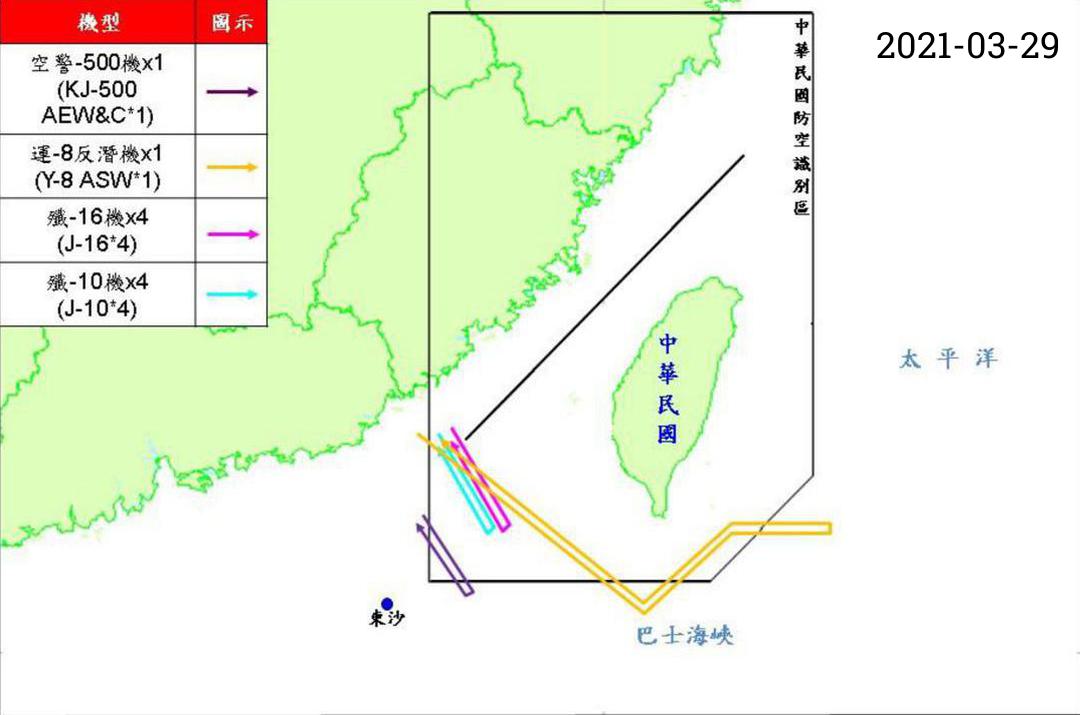 機型 圖示
空警-500機x1
(KJ-500
AEW&C*1)
運-8反潛機x1
(Y-8 ASW*1)
殲-16機x4
(J-16*4)
殲-10機x4
(J-10*4)
2021-03-29
中華民國防空識別區
中華民國
太平洋
東沙
巴士海峽